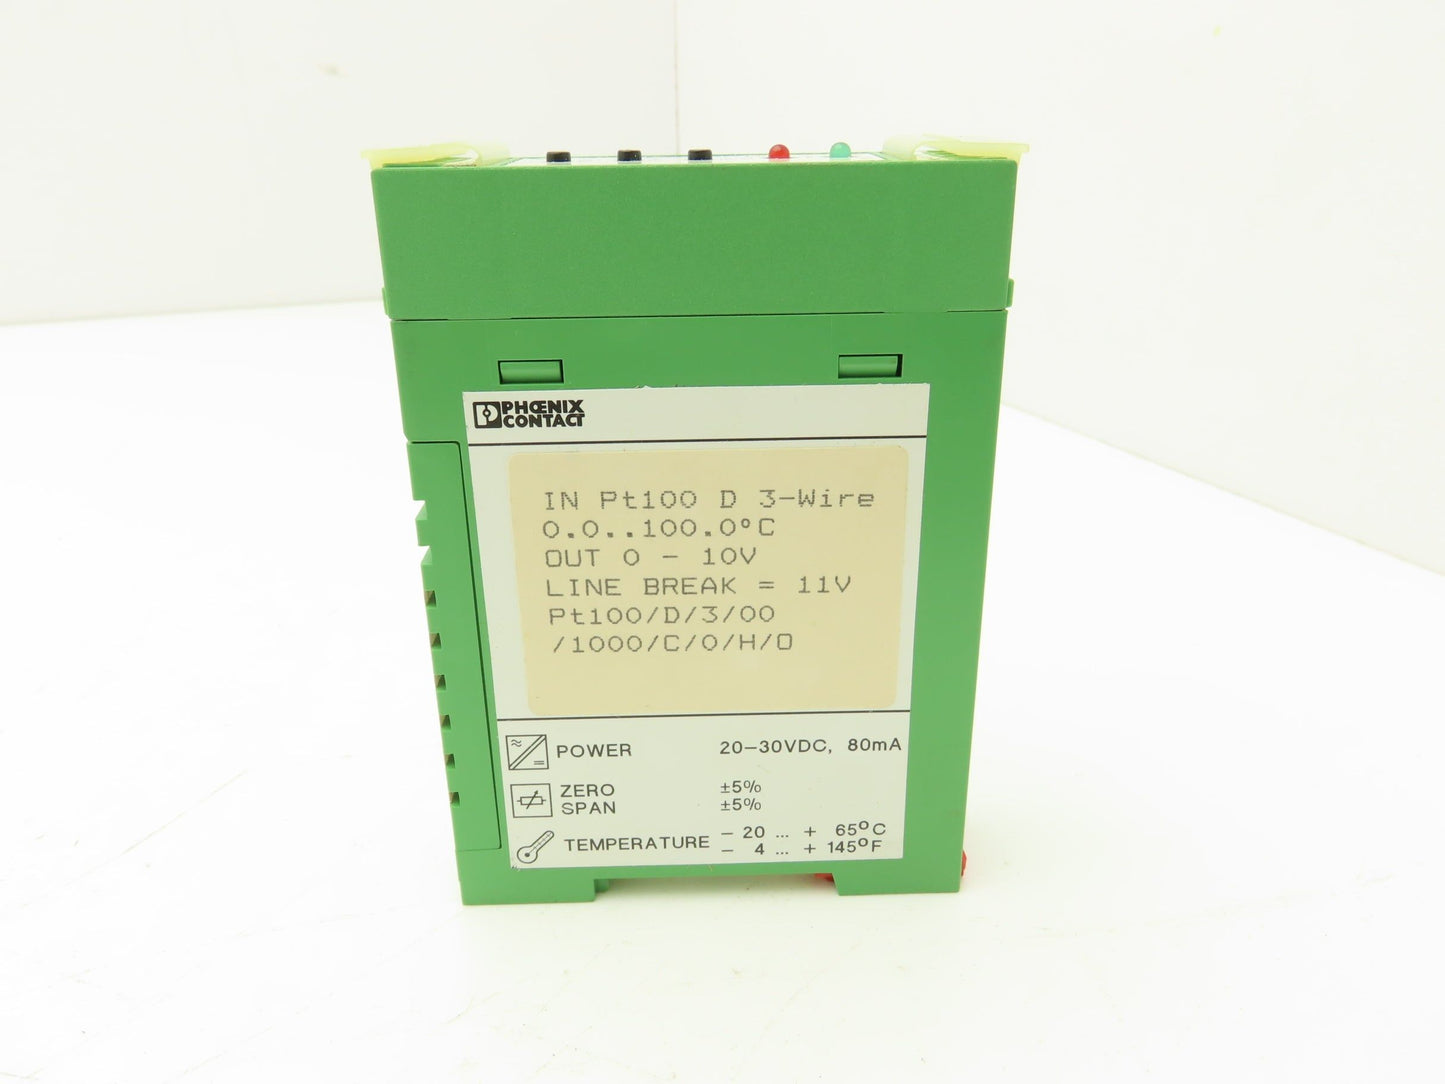 PHŒNIX
CONTACT
IN Pt100 D 3-Wire
0.0..100.0°C
OUT 0 - 10V
LINE BREAK = 11V
Pt100/D/3/00
/1000/C/0/H/0
POWER 20-30VDC, 80mA
ZERO ±5%
SPAN ±5%
TEMPERATURE - 20 ... + 65°C
- 4 ... + 145°F